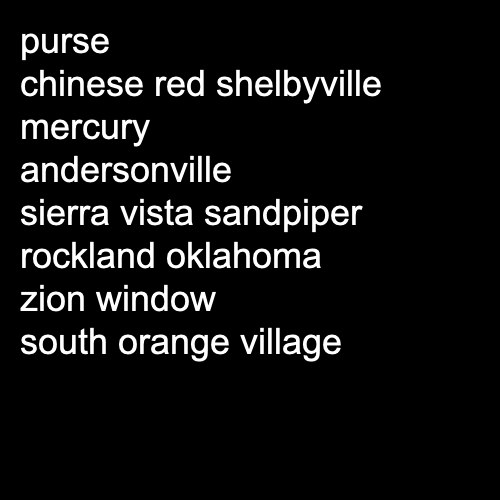 purse
chinese red shelbyville
mercury
andersonville
sierra vista sandpiper
rockland oklahoma
zion window
south orange village